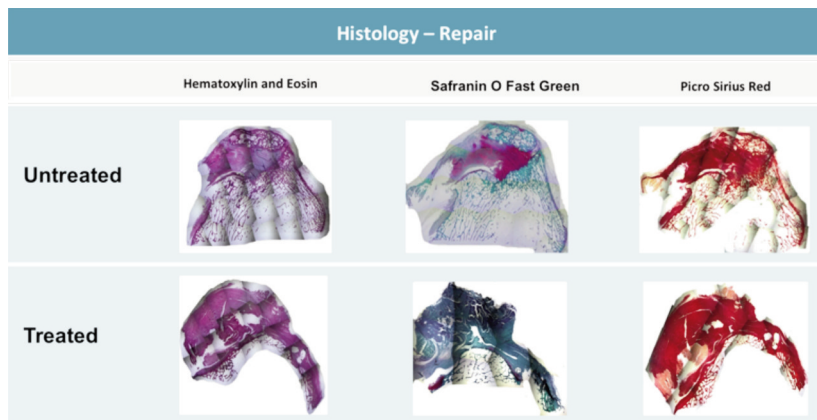 Histology – Repair
Hematoxylin and Eosin Safranin O Fast Green Picro Sirius Red
Untreated
Treated